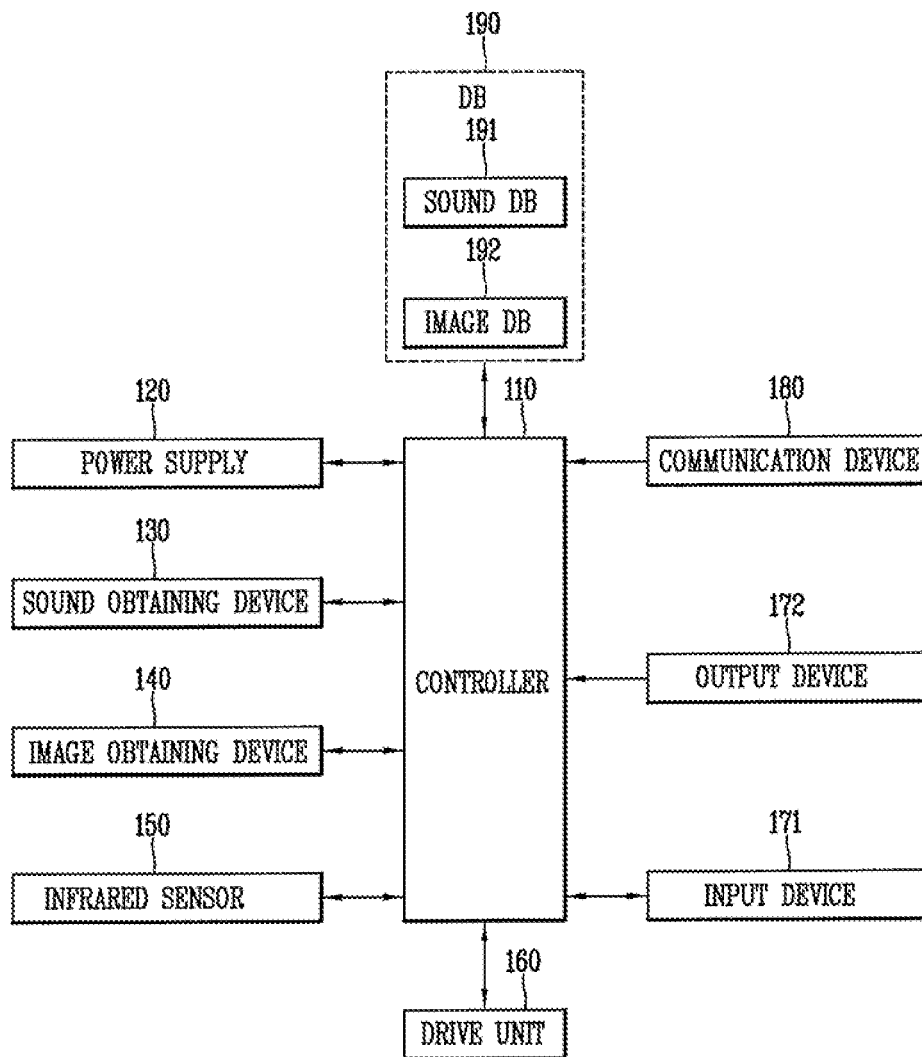 190
DB
191
SOUND DB
192
IMAGE DB
120
110
180
POWER SUPPLY
COMMUNICATION DEVICE
130
SOUND OBTAINING DEVICE
172
CONTROLLER
OUTPUT DEVICE
140
IMAGE OBTAINING DEVICE
150
171
INFRARED SENSOR
INPUT DEVICE
160
DRIVE UNIT